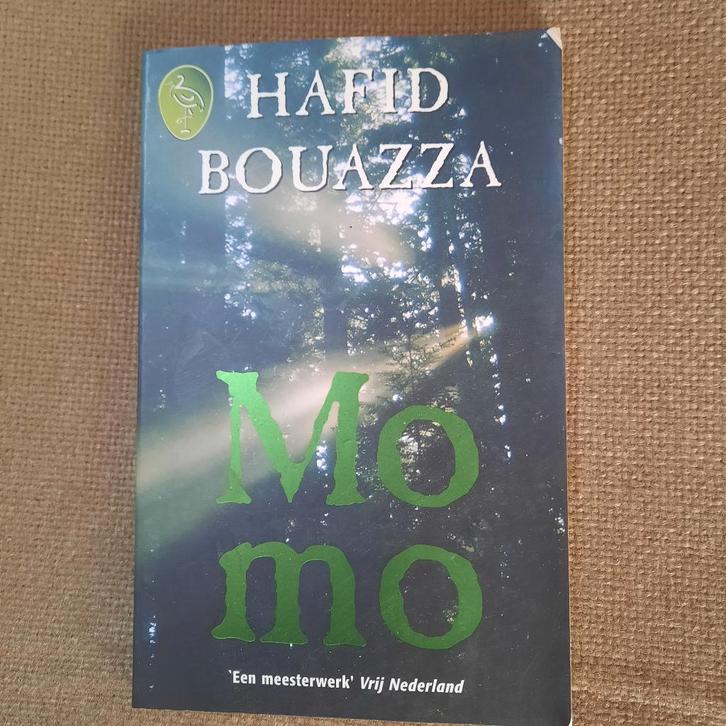 HAFID
BOUAZZA
Mo
mo
`Een meesterwerk' Vrij Nederland